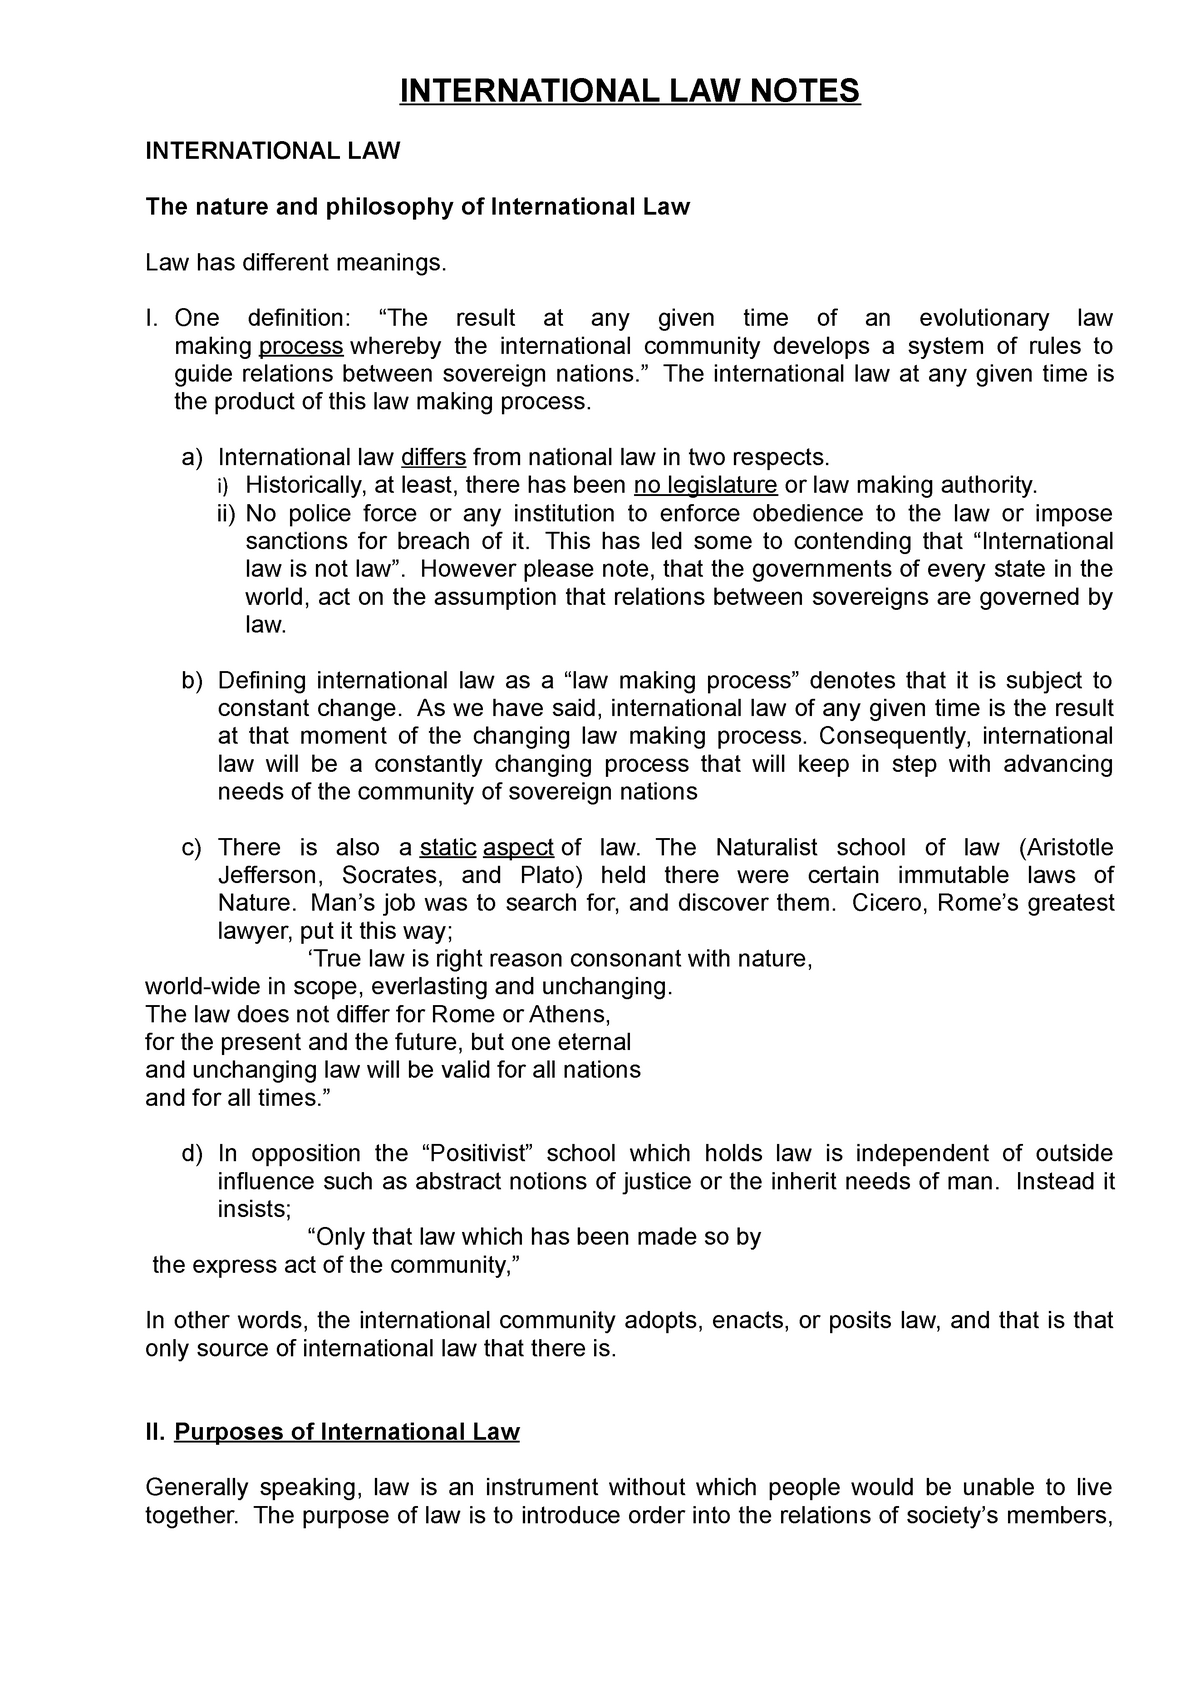 INTERNATIONAL LAW NOTES
INTERNATIONAL LAW
The nature and philosophy of International Law
Law has different meanings.
I. One definition: “The result at any given time of an evolutionary law
making process whereby the international community develops a system of rules to
guide relations between sovereign nations.” The international law at any given time is
the product of this law making process.
a) International law differs from national law in two respects.
i) Historically, at least, there has been no legislature or law making authority.
ii) No police force or any institution to enforce obedience to the law or impose
sanctions for breach of it. This has led some to contending that “International
law is not law”. However please note, that the governments of every state in the
world, act on the assumption that relations between sovereigns are governed by
law.
b) Defining international law as a “law making process” denotes that it is subject to
constant change. As we have said, international law of any given time is the result
at that moment of the changing law making process. Consequently, international
law will be a constantly changing process that will keep in step with advancing
needs of the community of sovereign nations
c) There is also a static aspect of law. The Naturalist school of law (Aristotle
Jefferson, Socrates, and Plato) held there were certain immutable laws of
Nature. Man’s job was to search for, and discover them. Cicero, Rome’s greatest
lawyer, put it this way;
‘True law is right reason consonant with nature,
world-wide in scope, everlasting and unchanging.
The law does not differ for Rome or Athens,
for the present and the future, but one eternal
and unchanging law will be valid for all nations
and for all times.”
d) In opposition the “Positivist” school which holds law is independent of outside
influence such as abstract notions of justice or the inherit needs of man. Instead it
insists;
“Only that law which has been made so by
the express act of the community,”
In other words, the international community adopts, enacts, or posits law, and that is that
only source of international law that there is.
II. Purposes of International Law
Generally speaking, law is an instrument without which people would be unable to live
together. The purpose of law is to introduce order into the relations of society’s members,